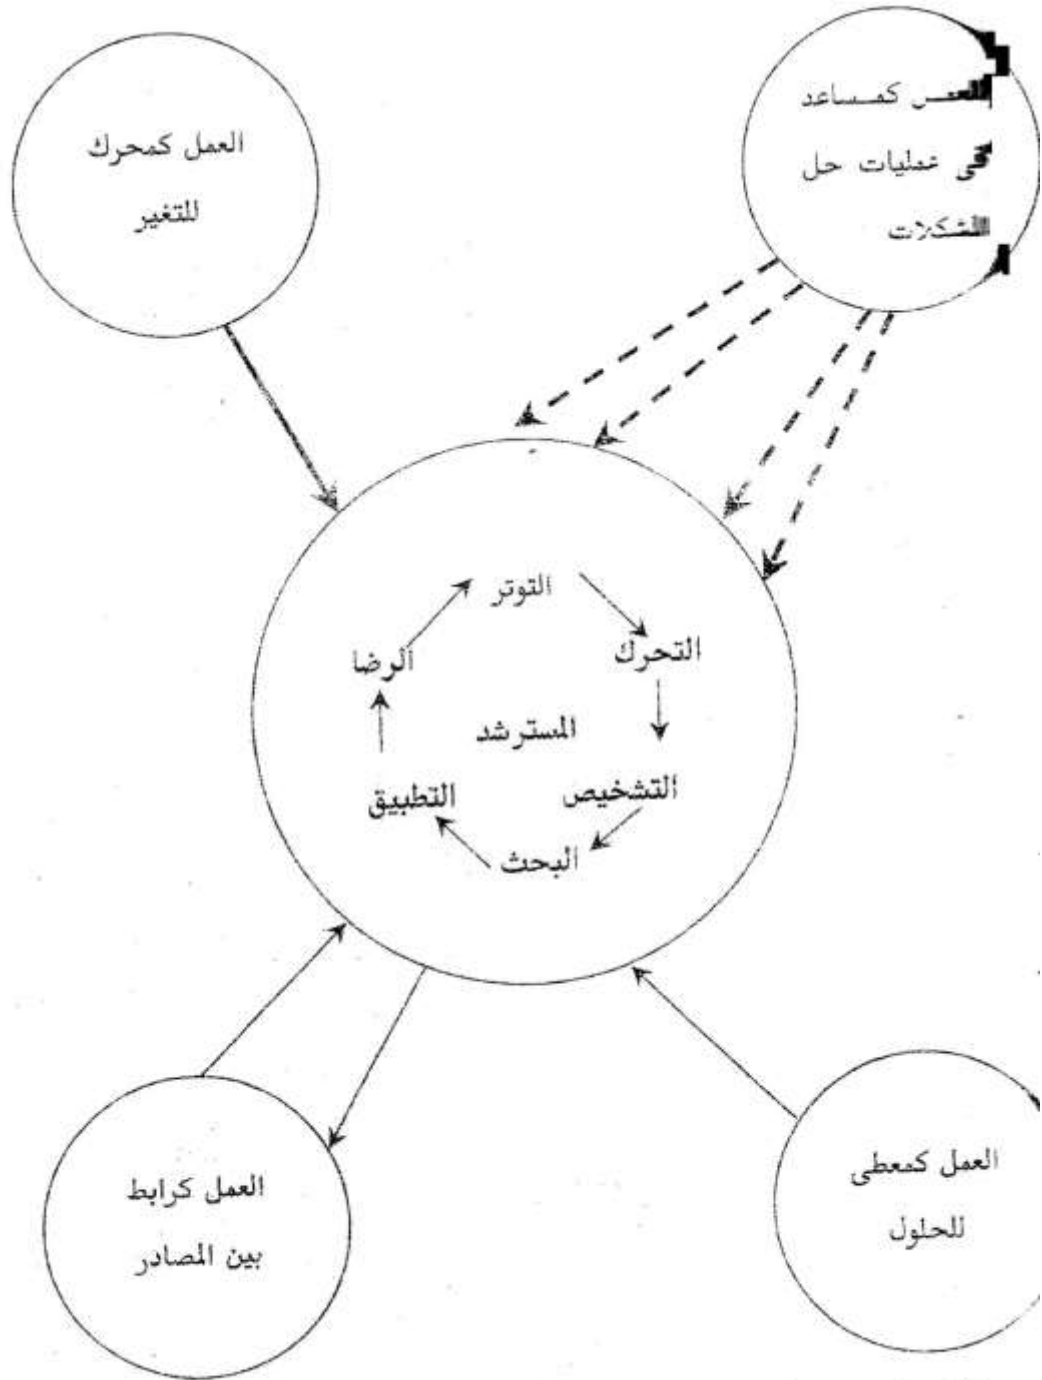 العمل كمساعد
في عمليات حل
المشكلات
العمل كمحرك
للتغير
التوتر
التحرك
الرضا
المسترشد
التشخيص
التطبيق
البحث
العمل كمعطى
للحلول
العمل كرابط
بين المصادر